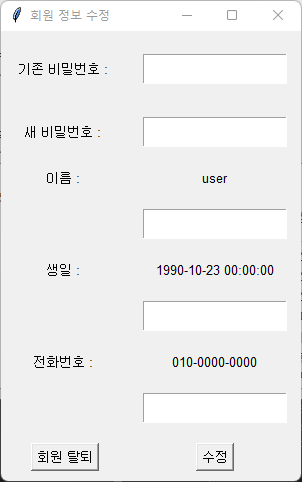 회원 정보 수정
기존 비밀번호 :
새 비밀번호 :
이름 : user
생일 : 1990-10-23 00:00:00
전화번호 : 010-0000-0000
회원 탈퇴 수정